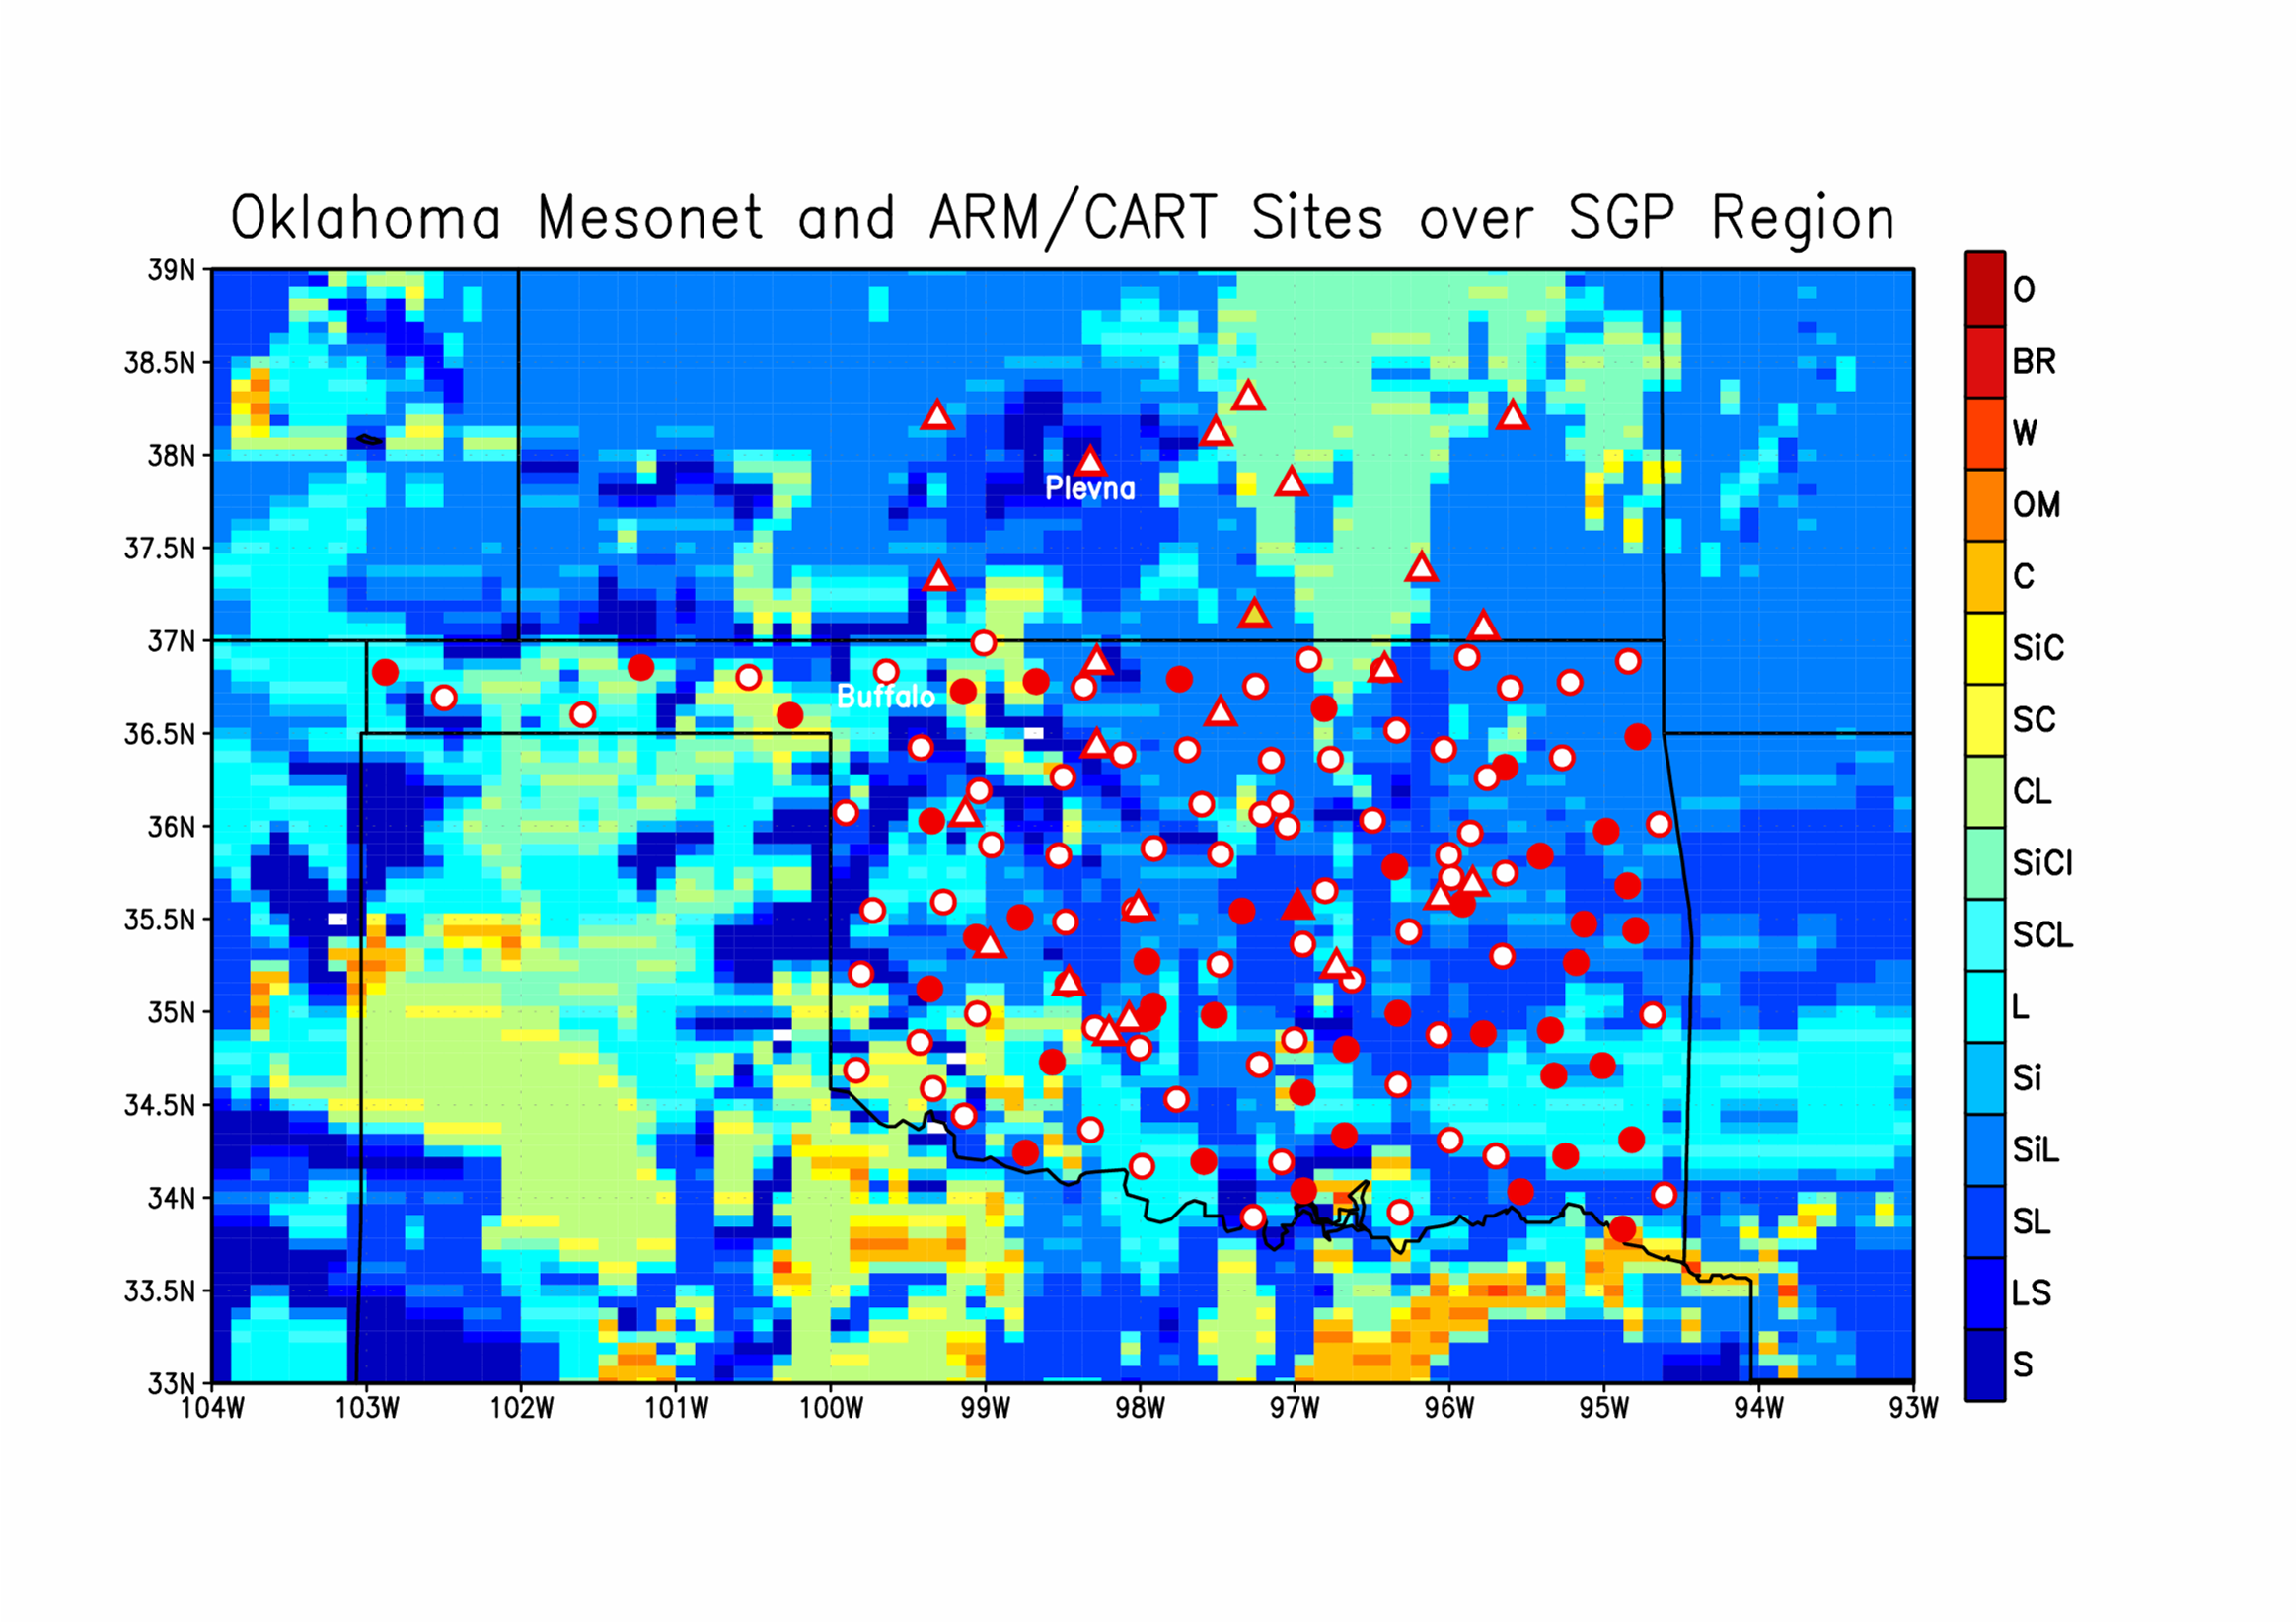 Oklahoma Mesonet and ARM/CART Sites over SGP Region
39N
38.5N
38N
37.5N
37N
36.5N
36N
35.5N
35N
34.5N
34N
33.5N
33N
Plevna
Buffalo
104W 103W 102W 101W 100W 99W 98W 97W 96W 95W 94W 93W
O
BR
W
OM
C
SiC
SC
CL
SiCl
SCL
L
Si
SiL
SL
LS
S